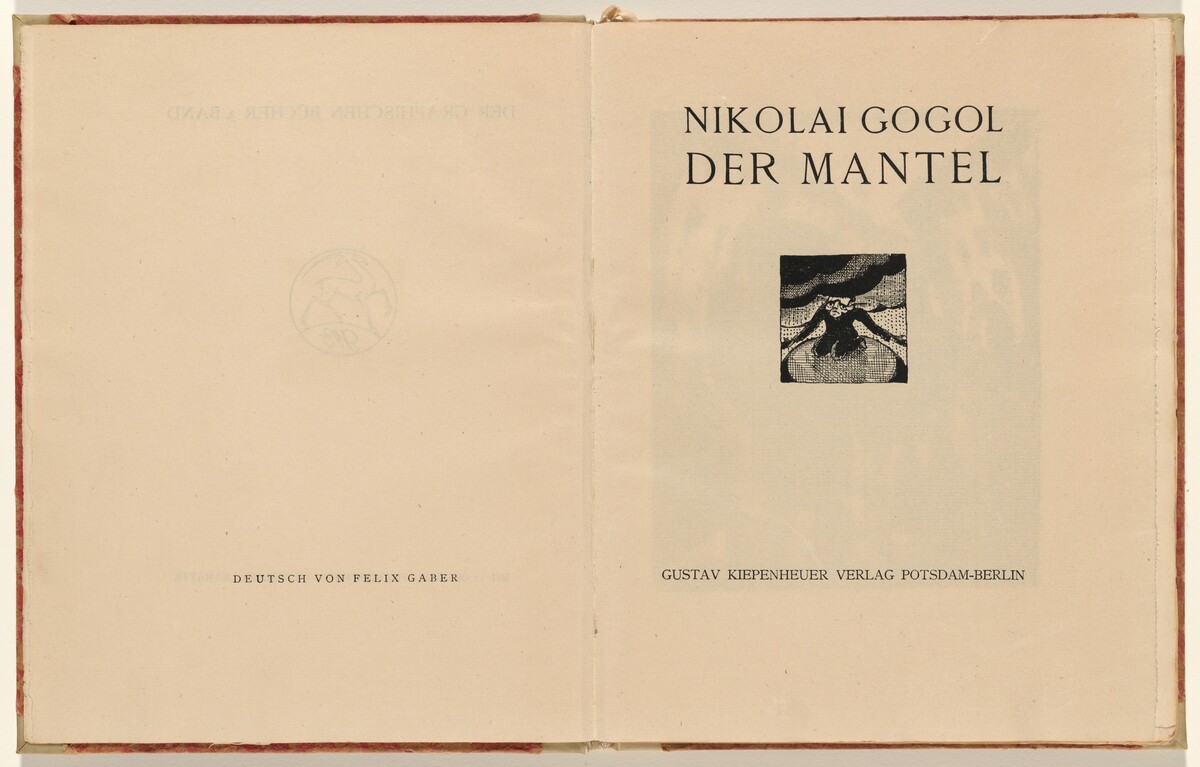 DEUTSCH VON FELIX GABER
NIKOLAI GOGOL
DER MANTEL
GUSTAV KIEPENHEUER VERLAG POTSDAM-BERLIN